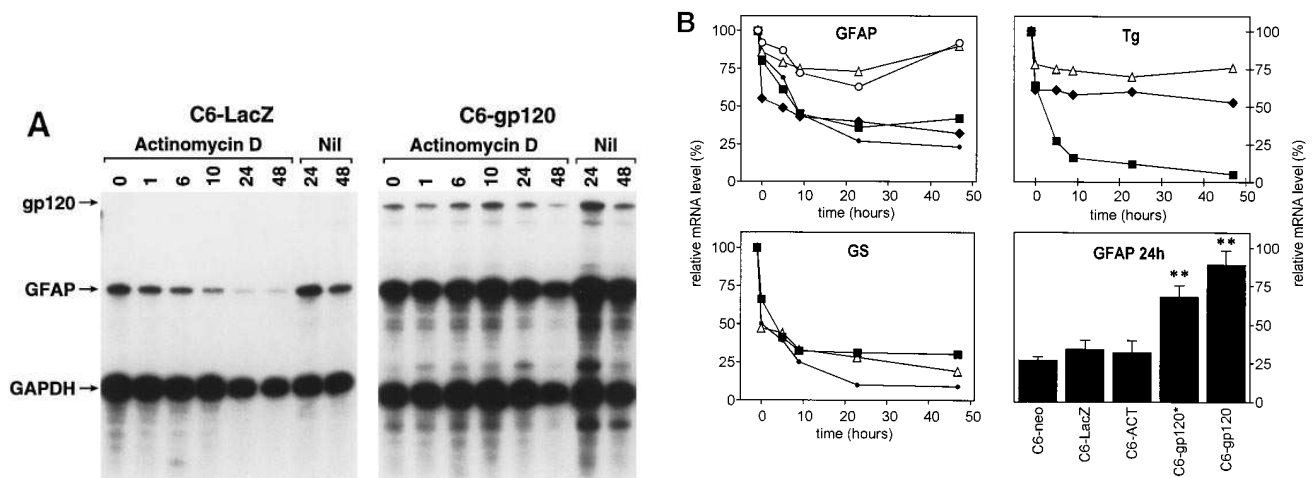 A
C6-LacZ
C6-gp120
Actinomycin D
Nil
Actinomycin D
Nil
0 1 6 10 24 48 24 48
0 1 6 10 24 48 24 48
gp120
GFAP
GAPDH
B
GFAP
Tg
100
75
50
25
0
100
75
50
25
0
0 10 20 30 40 50
0 10 20 30 40 50
time (hours)
time (hours)
relative mRNA level (%)
relative mRNA level (%)
GS
GFAP 24h
** **
100
75
50
25
0
100
75
50
25
0
0 10 20 30 40 50
time (hours)
C6-neo
C6-LacZ
C6-ACT
C6-gp120*
C6-gp120